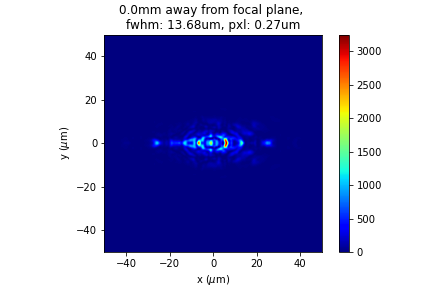 0.0mm away from focal plane,
fwhm: 13.68um, pxl: 0.27um
40
20
0
−20
−40
y (μm)
−40 −20 0 20 40
x (μm)
3000
2500
2000
1500
1000
500
0